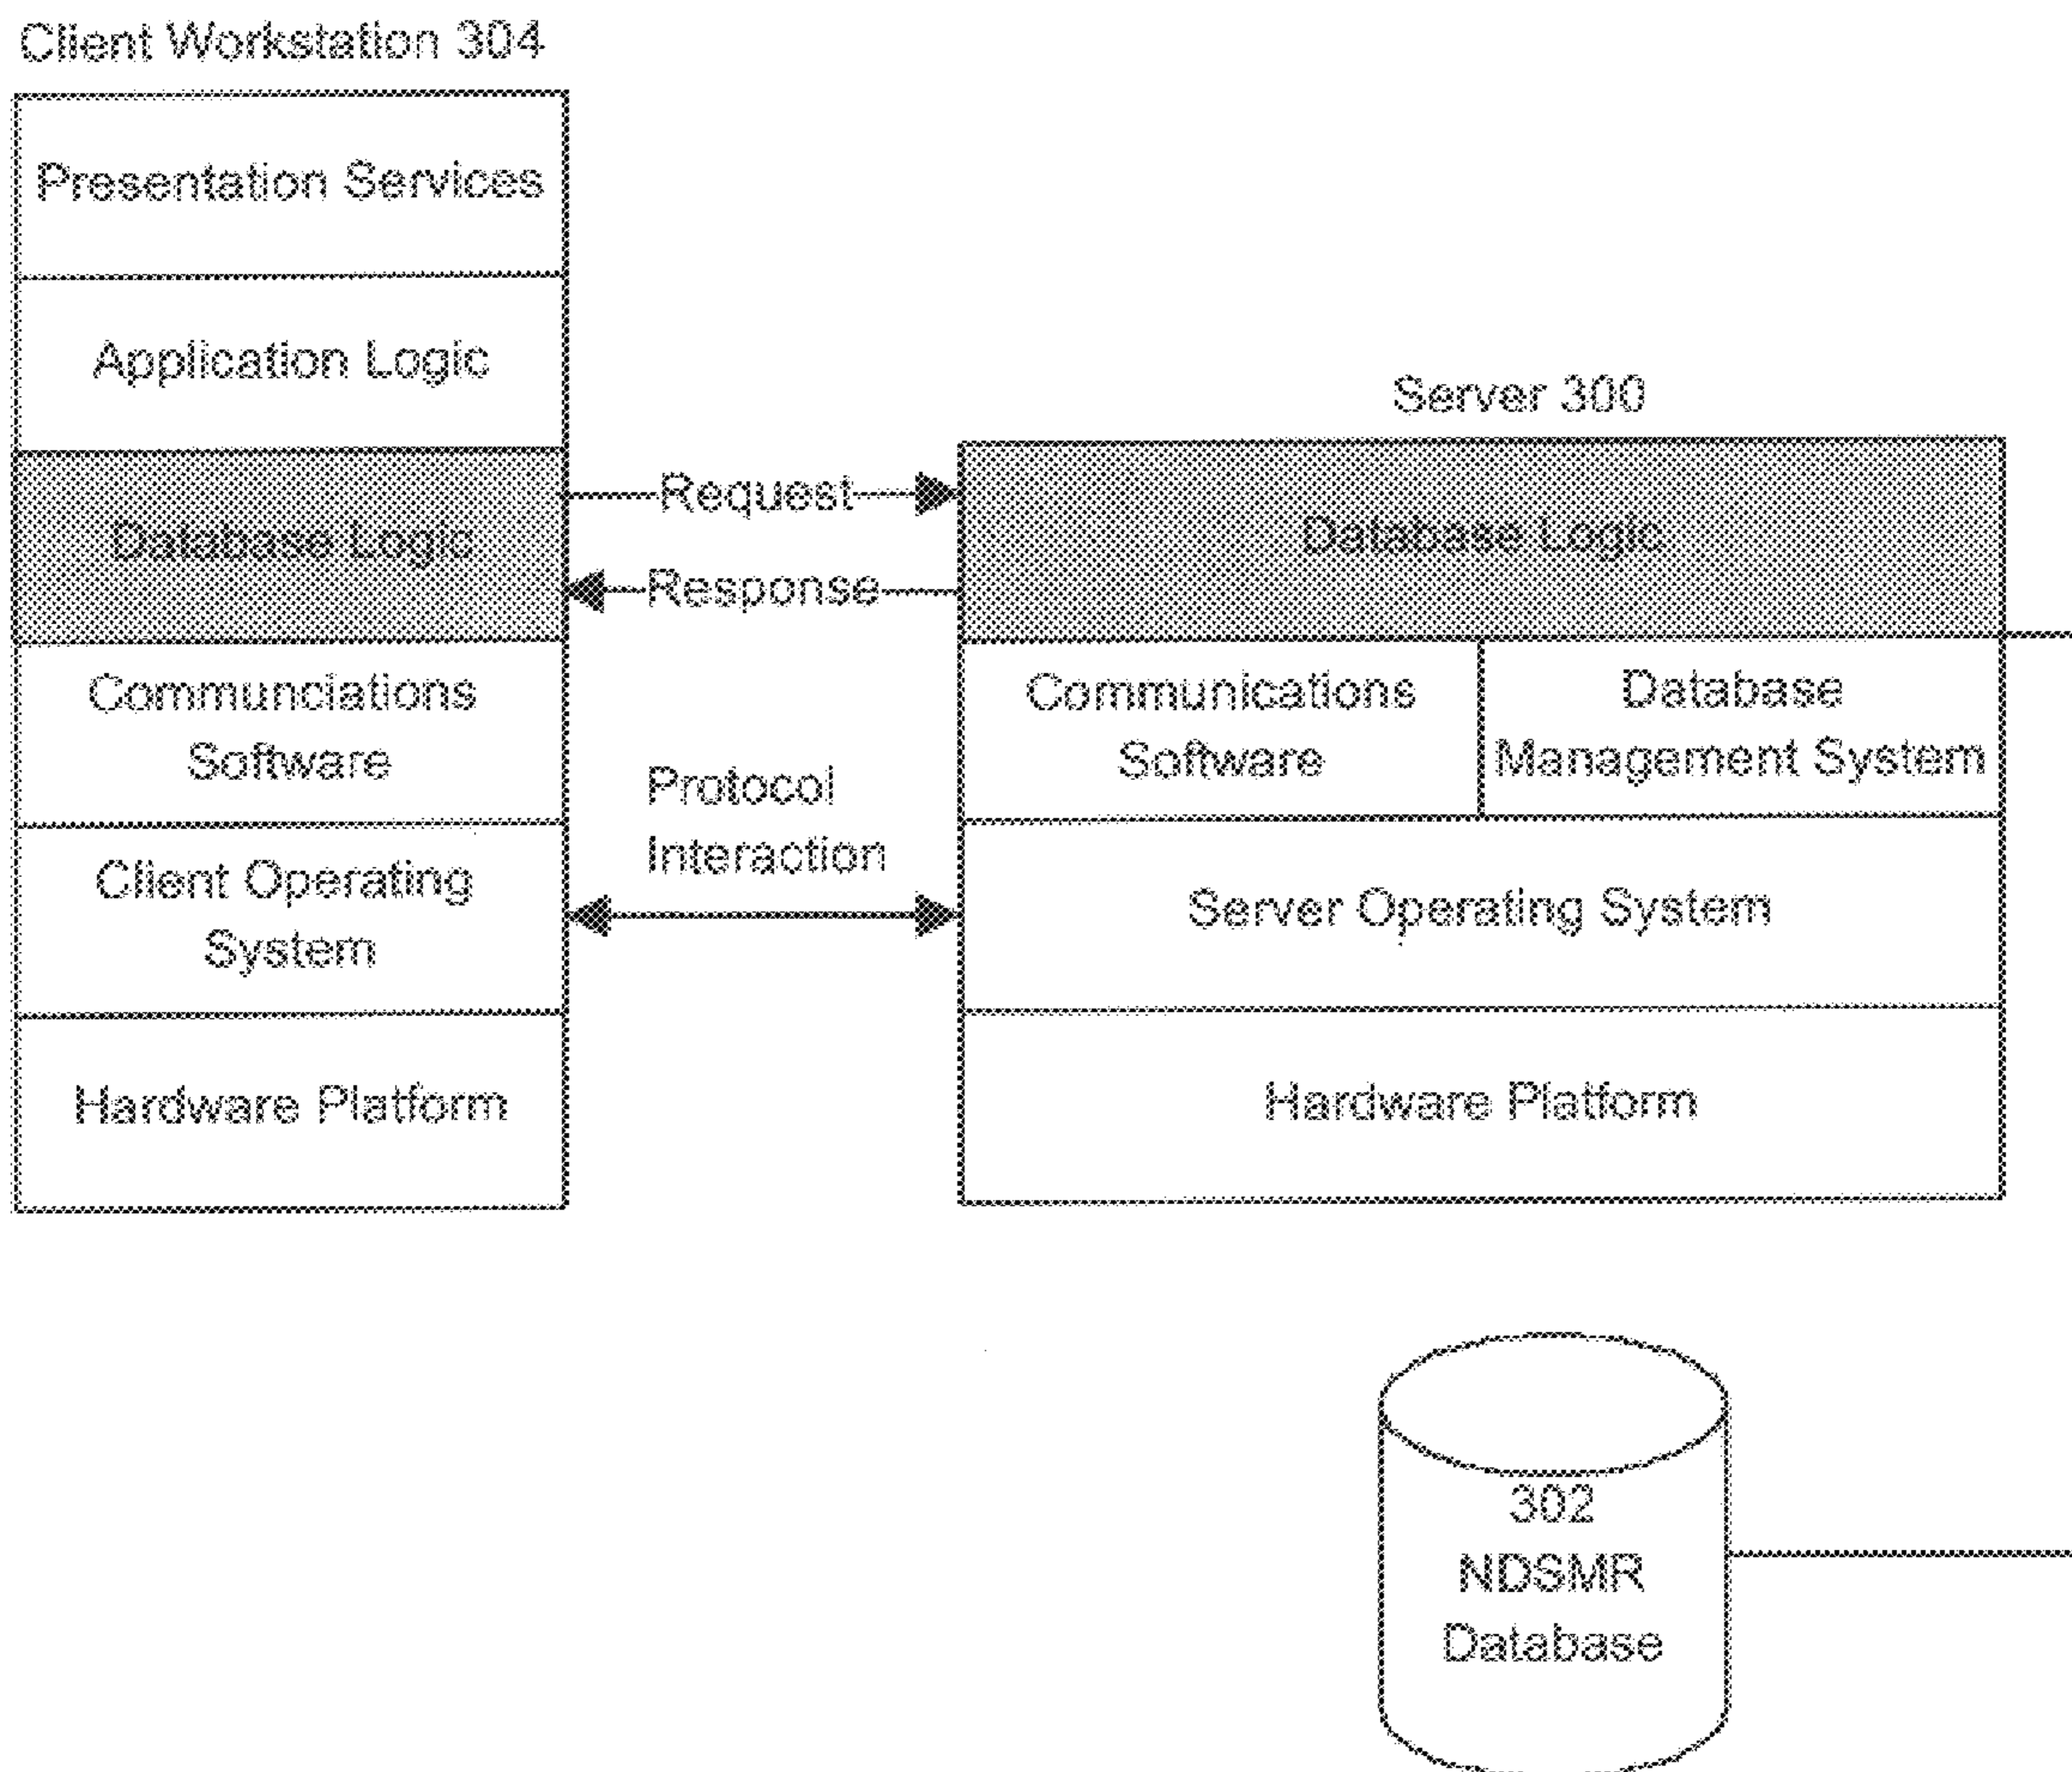 Client Workstation 304
Presentation Services
Application Logic
Database Logic
Communciations
Software
Client Operating
System
Hardware Platform
Request
Response
Protocol
Interaction
Server 300
Database Logic
Communications
Software
Database
Management System
Server Operating System
Hardware Platform
302
NDSMR
Database